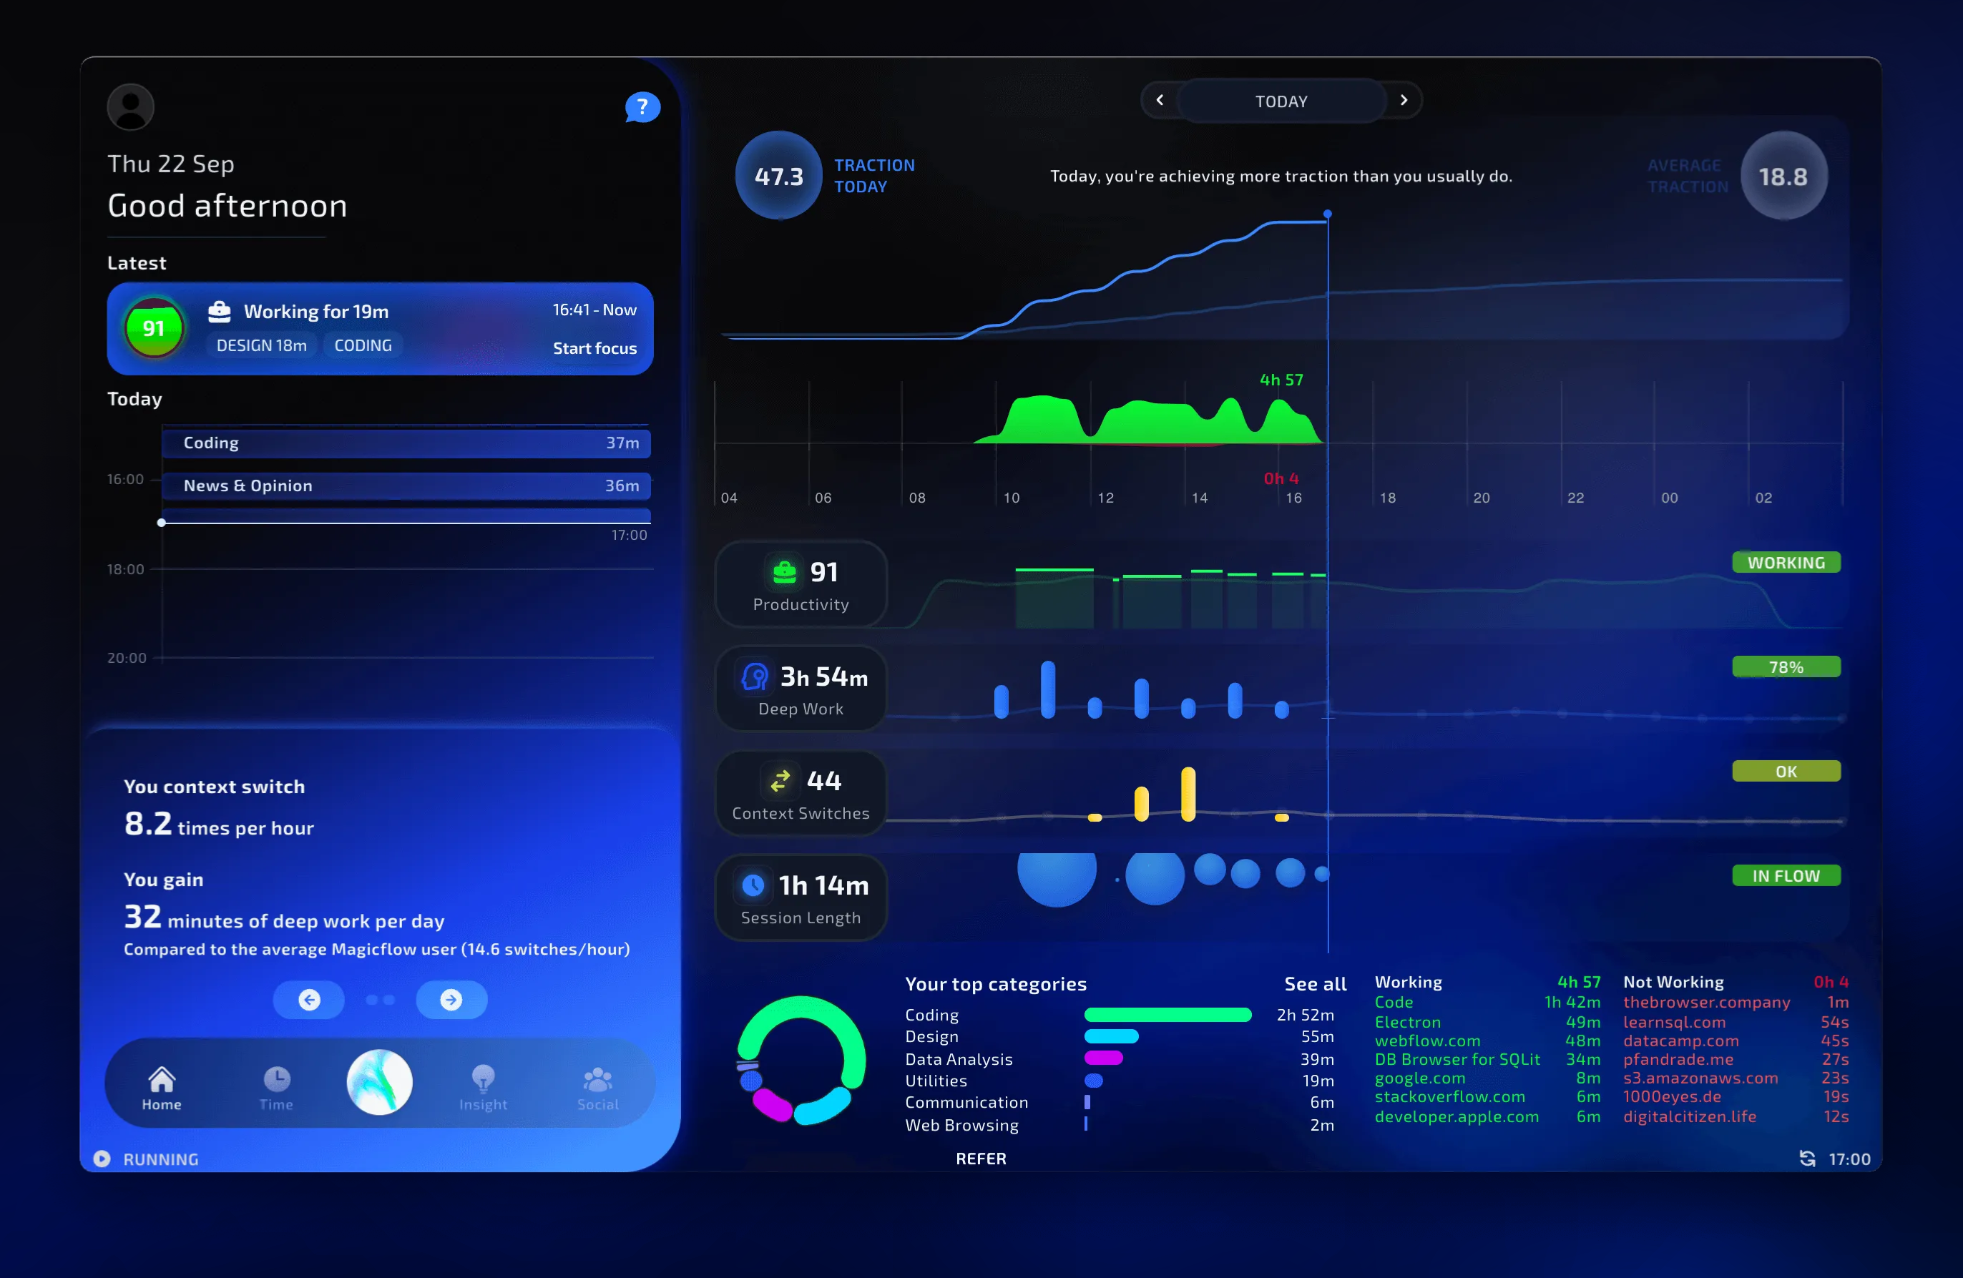 ?
Thu 22 Sep
Good afternoon
Latest
91
Working for 19m
16:41 - Now
DESIGN 18m
CODING
Start focus
Today
Coding 37m
16:00
News & Opinion 36m
17:00
18:00
20:00
You context switch
8.2 times per hour
You gain
32 minutes of deep work per day
Compared to the average Magicflow user (14.6 switches/hour)
Home
Time
Insight
Social
RUNNING
TODAY
47.3
TRACTION
TODAY
Today, you're achieving more traction than you usually do.
AVERAGE
TRACTION
18.8
4h 57
0h 4
04 06 08 10 12 14 16 18 20 22 00 02
91
Productivity
WORKING
3h 54m
Deep Work
78%
44
Context Switches
OK
1h 14m
Session Length
IN FLOW
Your top categories See all
Coding 2h 52m
Design 55m
Data Analysis 39m
Utilities 19m
Communication 6m
Web Browsing 2m
Working 4h 57
Code 1h 42m
Electron 49m
webflow.com 48m
DB Browser for SQLit 34m
google.com 8m
stackoverflow.com 6m
developer.apple.com 6m
Not Working 0h 4
thebrowser.company 1m
learnsql.com 54s
datacamp.com 45s
pfandrade.me 27s
s3.amazonaws.com 23s
1000eyes.de 19s
digitalcitizen.life 12s
REFER
17:00